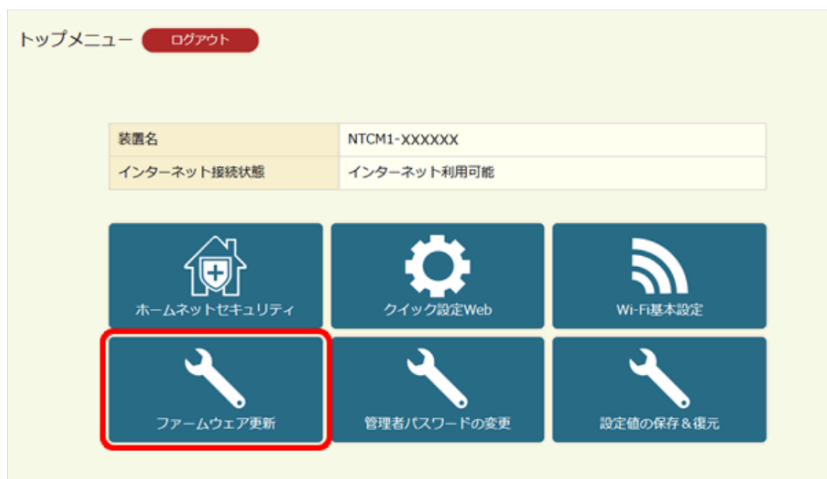 トップメニュー ログアウト
装置名 NTCM1-XXXXXX
インターネット接続状態 インターネット利用可能
ホームネットセキュリティ クイック設定Web Wi-Fi基本設定
ファームウェア更新 管理者パスワードの変更 設定値の保存&復元